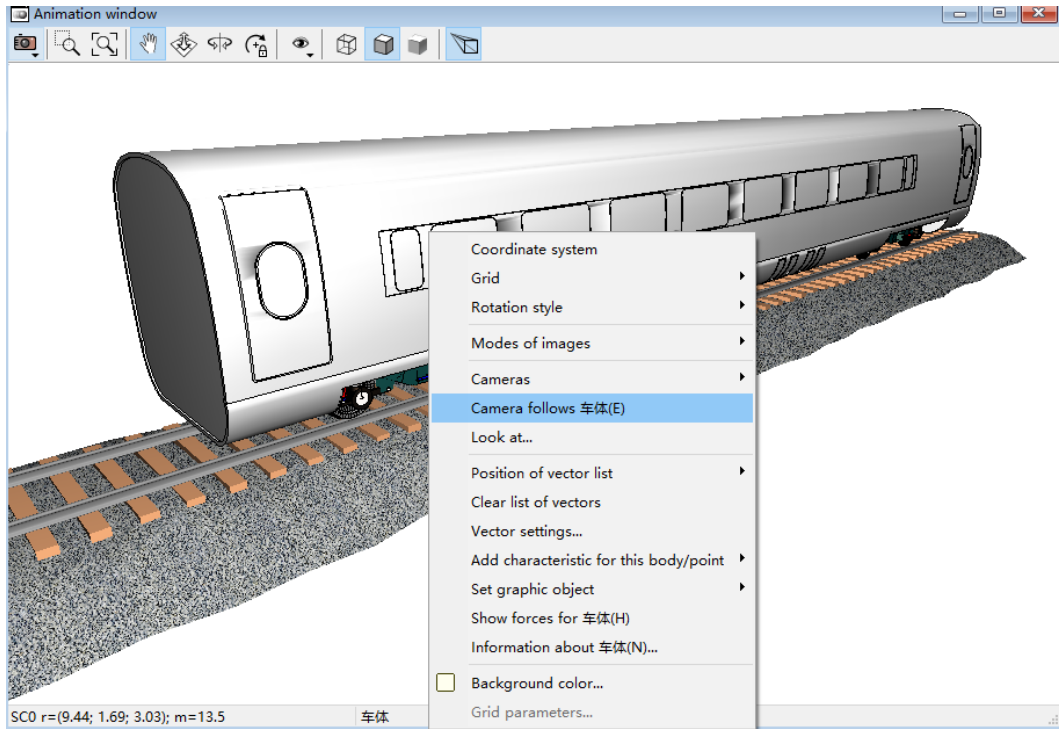 Animation window
Coordinate system
Grid
Rotation style
Modes of images
Cameras
Camera follows 车体(E)
Look at...
Position of vector list
Clear list of vectors
Vector settings...
Add characteristic for this body/point
Set graphic object
Show forces for 车体(H)
Information about 车体(N)...
Background color...
Grid parameters...
SC0 r=(9.44; 1.69; 3.03); m=13.5
车体